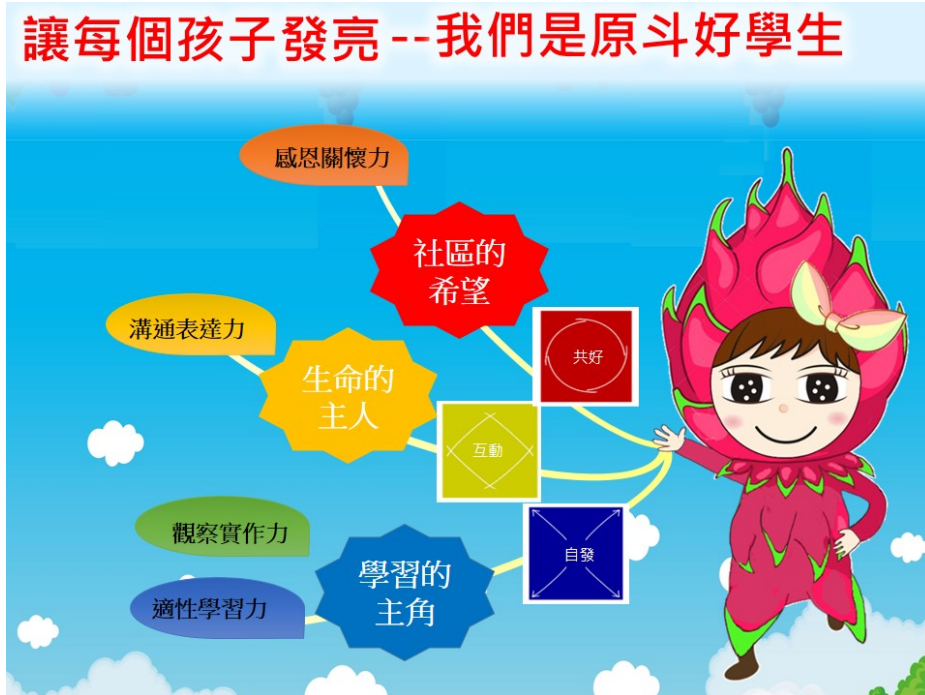 讓每個孩子發亮--我們是原斗好學生
感恩關懷力
社區的
希望
共好
溝通表達力
生命的
主人
互動
觀察實作力
適性學習力
學習的
主角
自發